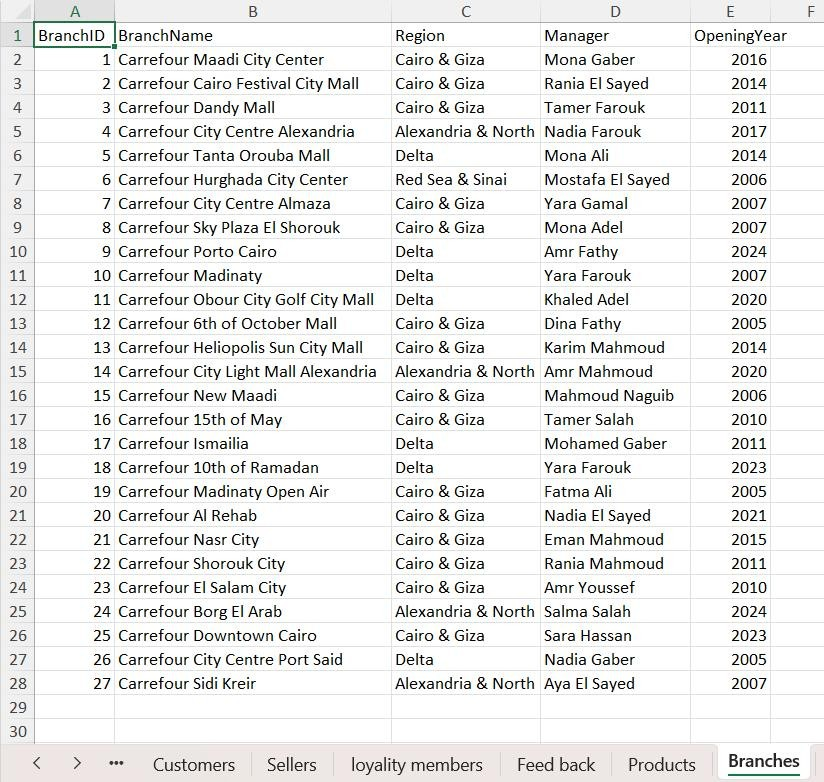 A B C D E F
1 BranchID BranchName Region Manager OpeningYear
2 1 Carrefour Maadi City Center Cairo & Giza Mona Gaber 2016
3 2 Carrefour Cairo Festival City Mall Cairo & Giza Rania El Sayed 2014
4 3 Carrefour Dandy Mall Cairo & Giza Tamer Farouk 2011
5 4 Carrefour City Centre Alexandria Alexandria & North Nadia Farouk 2017
6 5 Carrefour Tanta Orouba Mall Delta Mona Ali 2014
7 6 Carrefour Hurghada City Center Red Sea & Sinai Mostafa El Sayed 2006
8 7 Carrefour City Centre Almaza Cairo & Giza Yara Gamal 2007
9 8 Carrefour Sky Plaza El Shorouk Cairo & Giza Mona Adel 2007
10 9 Carrefour Porto Cairo Delta Amr Fathy 2024
11 10 Carrefour Madinaty Delta Yara Farouk 2007
12 11 Carrefour Obour City Golf City Mall Delta Khaled Adel 2020
13 12 Carrefour 6th of October Mall Cairo & Giza Dina Fathy 2005
14 13 Carrefour Heliopolis Sun City Mall Cairo & Giza Karim Mahmoud 2014
15 14 Carrefour City Light Mall Alexandria Alexandria & North Amr Mahmoud 2020
16 15 Carrefour New Maadi Cairo & Giza Mahmoud Naguib 2006
17 16 Carrefour 15th of May Cairo & Giza Tamer Salah 2010
18 17 Carrefour Ismailia Delta Mohamed Gaber 2011
19 18 Carrefour 10th of Ramadan Delta Yara Farouk 2023
20 19 Carrefour Madinaty Open Air Cairo & Giza Fatma Ali 2005
21 20 Carrefour Al Rehab Cairo & Giza Nadia El Sayed 2021
22 21 Carrefour Nasr City Cairo & Giza Eman Mahmoud 2015
23 22 Carrefour Shorouk City Cairo & Giza Rania Mahmoud 2011
24 23 Carrefour El Salam City Cairo & Giza Amr Youssef 2010
25 24 Carrefour Borg El Arab Alexandria & North Salma Salah 2024
26 25 Carrefour Downtown Cairo Cairo & Giza Sara Hassan 2023
27 26 Carrefour City Centre Port Said Delta Nadia Gaber 2005
28 27 Carrefour Sidi Kreir Alexandria & North Aya El Sayed 2007
29
30
Customers Sellers loyality members Feed back Products Branches